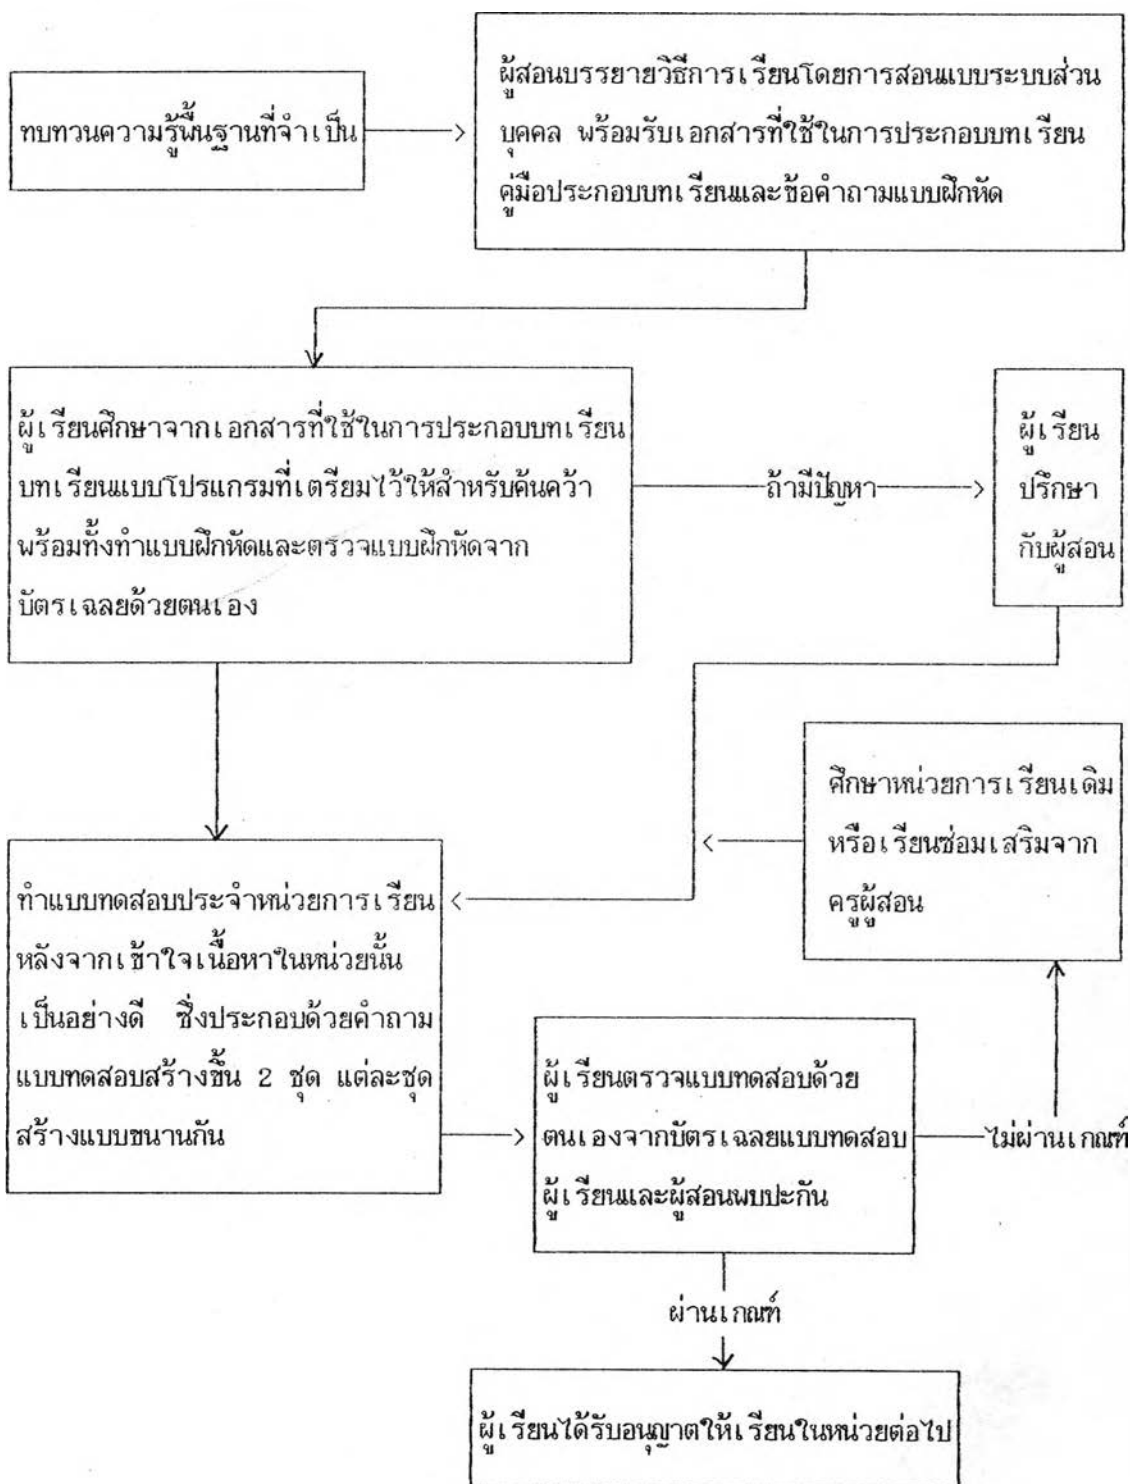 ทบทวนความรู้พื้นฐานที่จำเป็น
ผู้สอนบรรยายวิธีการเรียนโดยการสอนแบบระบบส่วน
บุคคล พร้อมรับเอกสารที่ใช้ในการประกอบบทเรียน
คู่มือประกอบบทเรียนและข้อคำถามแบบฝึกหัด
ผู้เรียนศึกษาจากเอกสารที่ใช้ในการประกอบบทเรียน
บทเรียนแบบโปรแกรมที่เตรียมไว้ให้สำหรับค้นคว้า
พร้อมทั้งทำแบบฝึกหัดและตรวจแบบฝึกหัดจาก
บัตรเฉลยด้วยตนเอง
ถ้ามีปัญหา
ผู้เรียน
ปรึกษา
กับผู้สอน
ศึกษาหน่วยการเรียนเดิม
หรือเรียนซ่อมเสริมจาก
ครูผู้สอน
ทำแบบทดสอบประจำหน่วยการเรียน
หลังจากเข้าใจเนื้อหาในหน่วยนั้น
เป็นอย่างดี ซึ่งประกอบด้วยคำถาม
แบบทดสอบสร้างขึ้น 2 ชุด แต่ละชุด
สร้างแบบขนานกัน
ผู้เรียนตรวจแบบทดสอบด้วย
ตนเองจากบัตรเฉลยแบบทดสอบ
ผู้เรียนและผู้สอนพบปะกัน
ไม่ผ่านเกณฑ์
ผ่านเกณฑ์
ผู้เรียนได้รับอนุญาตให้เรียนในหน่วยต่อไป